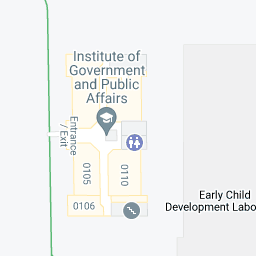 Institute of
Government
and Public
Affairs
Entrance
/ Exit
0105
0110
0106
Early Child
Development Labo